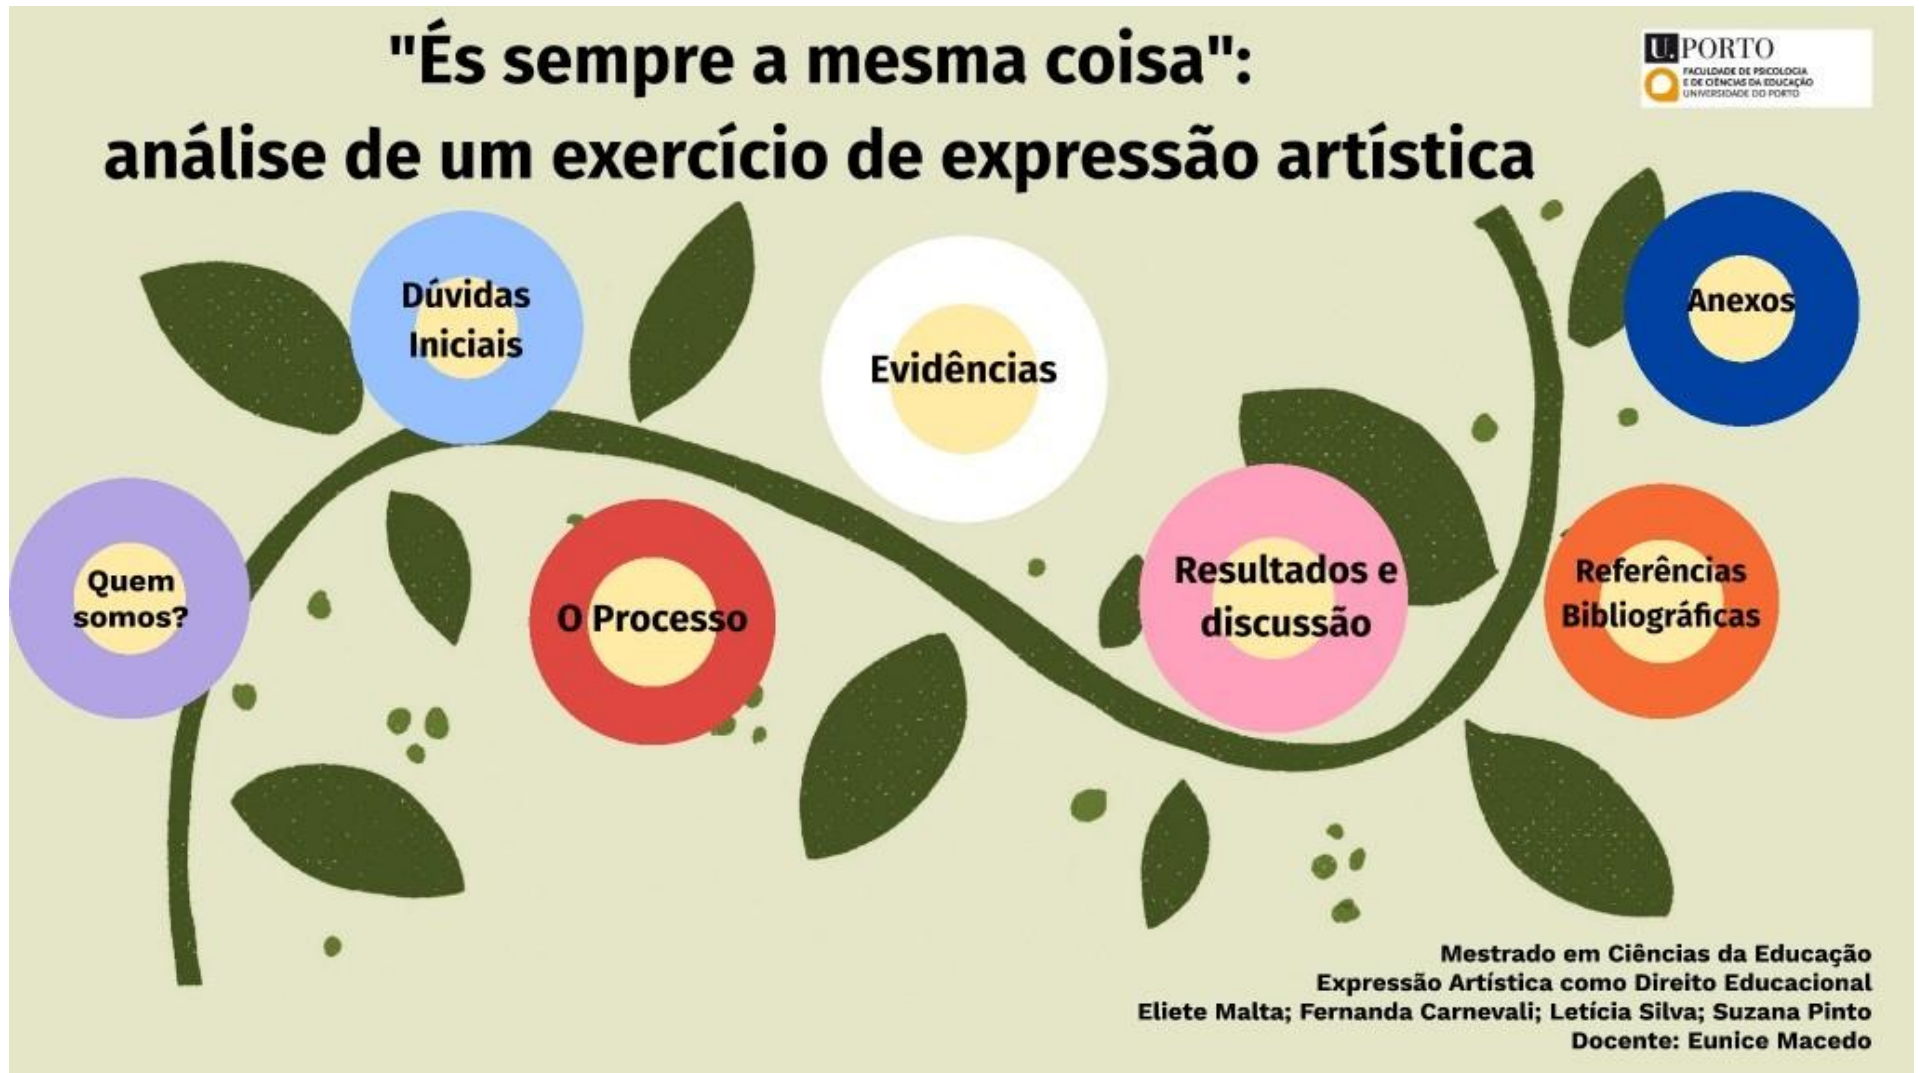 "És sempre a mesma coisa":
análise de um exercício de expressão artística
U.PORTO
FACULDADE DE PSICOLOGIA
E DE CIÊNCIAS DA EDUCAÇÃO
UNIVERSIDADE DO PORTO
Quem
somos?
Dúvidas
Iniciais
O Processo
Evidências
Resultados e
discussão
Referências
Bibliográficas
Anexos
Mestrado em Ciências da Educação
Expressão Artística como Direito Educacional
Eliete Malta; Fernanda Carnevali; Letícia Silva; Suzana Pinto
Docente: Eunice Macedo